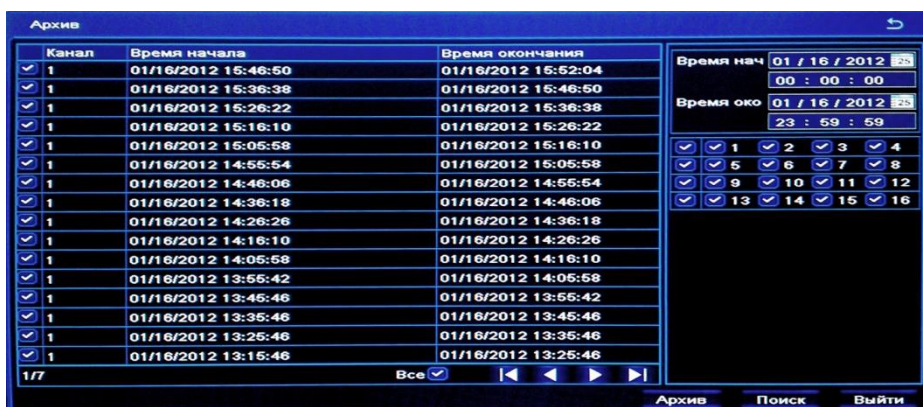 Архив
Канал Время начала Время окончания
1 01/16/2012 15:46:50 01/16/2012 15:52:04
1 01/16/2012 15:36:38 01/16/2012 15:46:50
1 01/16/2012 15:26:22 01/16/2012 15:36:38
1 01/16/2012 15:16:10 01/16/2012 15:26:22
1 01/16/2012 15:05:58 01/16/2012 15:16:10
1 01/16/2012 14:55:54 01/16/2012 15:05:58
1 01/16/2012 14:46:06 01/16/2012 14:55:54
1 01/16/2012 14:36:18 01/16/2012 14:46:06
1 01/16/2012 14:26:26 01/16/2012 14:36:18
1 01/16/2012 14:16:10 01/16/2012 14:26:26
1 01/16/2012 14:05:58 01/16/2012 14:16:10
1 01/16/2012 13:55:42 01/16/2012 14:05:58
1 01/16/2012 13:45:46 01/16/2012 13:55:42
1 01/16/2012 13:35:46 01/16/2012 13:45:46
1 01/16/2012 13:25:46 01/16/2012 13:35:46
1 01/16/2012 13:15:46 01/16/2012 13:25:46
1/7 Все
Время нач 01 / 16 / 2012 25
00 : 00 : 00
Время око 01 / 16 / 2012 25
23 : 59 : 59
1 2 3 4
5 6 7 8
9 10 11 12
13 14 15 16
Архив Поиск Выйти